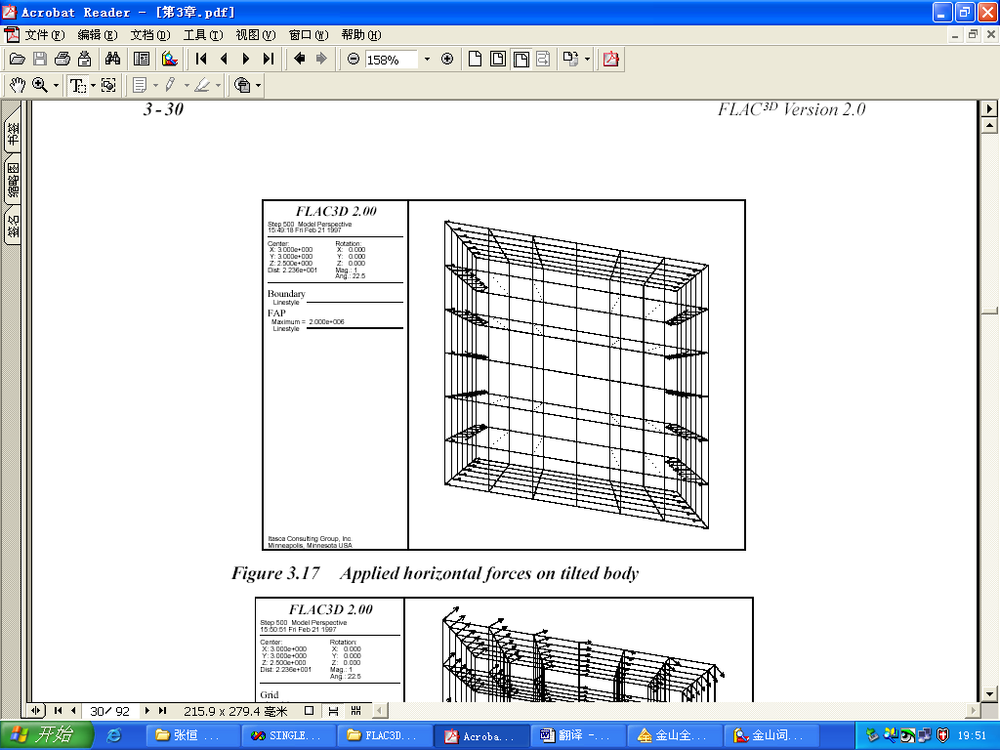 Acrobat Reader - [第3章.pdf]
文件(F) 编辑(E) 文档(D) 工具(T) 视图(V) 窗口(W) 帮助(H)
158%
书签
缩略图
签名
3 - 30
FLAC3D Version 2.0
FLAC3D 2.00
Step 500 Model Perspective
15:49:18 Fri Feb 21 1997
Center: Rotation:
X: 3.000e+000 X: 0.000
Y: 3.000e+000 Y: 0.000
Z: 2.500e+000 Z: 0.000
Dist: 2.236e+001 Mag.: 1
Ang.: 22.5
Boundary
Linestyle
FAP
Maximum = 2.000e+006
Linestyle
Itasca Consulting Group, Inc.
Minneapolis, Minnesota USA
Figure 3.17 Applied horizontal forces on tilted body
FLAC3D 2.00
Step 500 Model Perspective
15:50:51 Fri Feb 21 1997
Center: Rotation:
X: 3.000e+000 X: 0.000
Y: 3.000e+000 Y: 0.000
Z: 2.500e+000 Z: 0.000
Dist: 2.236e+001 Mag.: 1
Ang.: 22.5
Grid
30/ 92
215.9 x 279.4 毫米
开始
张恒 ...
SINGLE...
FLAC3D...
Acroba...
翻译 -...
金山全...
金山词...
19:51